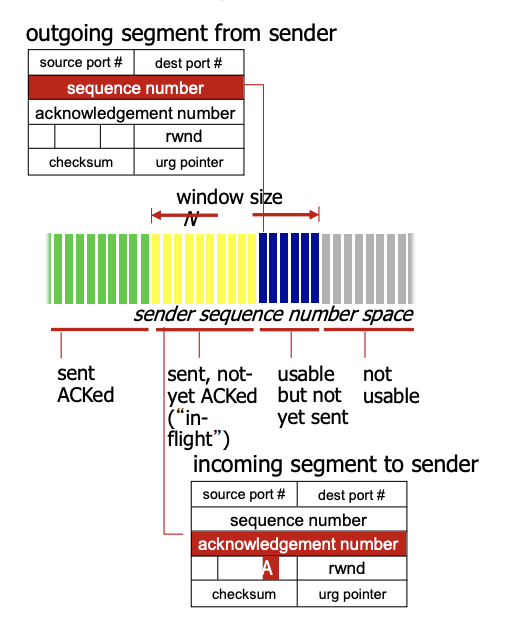 outgoing segment from sender
source port # dest port #
sequence number
acknowledgement number
rwnd
checksum urg pointer
window size
N
sender sequence number space
sent
ACKed
sent, not-
yet ACKed
(“in-
flight”)
usable
but not
yet sent
not
usable
incoming segment to sender
source port # dest port #
sequence number
acknowledgement number
A rwnd
checksum urg pointer